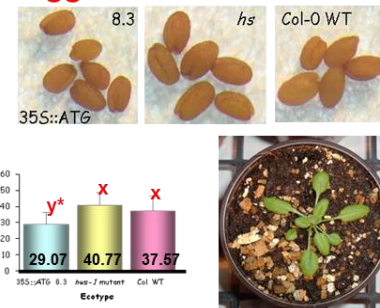 8.3
hs
Col-0 WT
35S::ATG
60
50
40
30
20
10
0
y*
x
x
29.07
40.77
37.57
35S::ATG 8.3
hws-1 mutant
Col WT
Ecotype